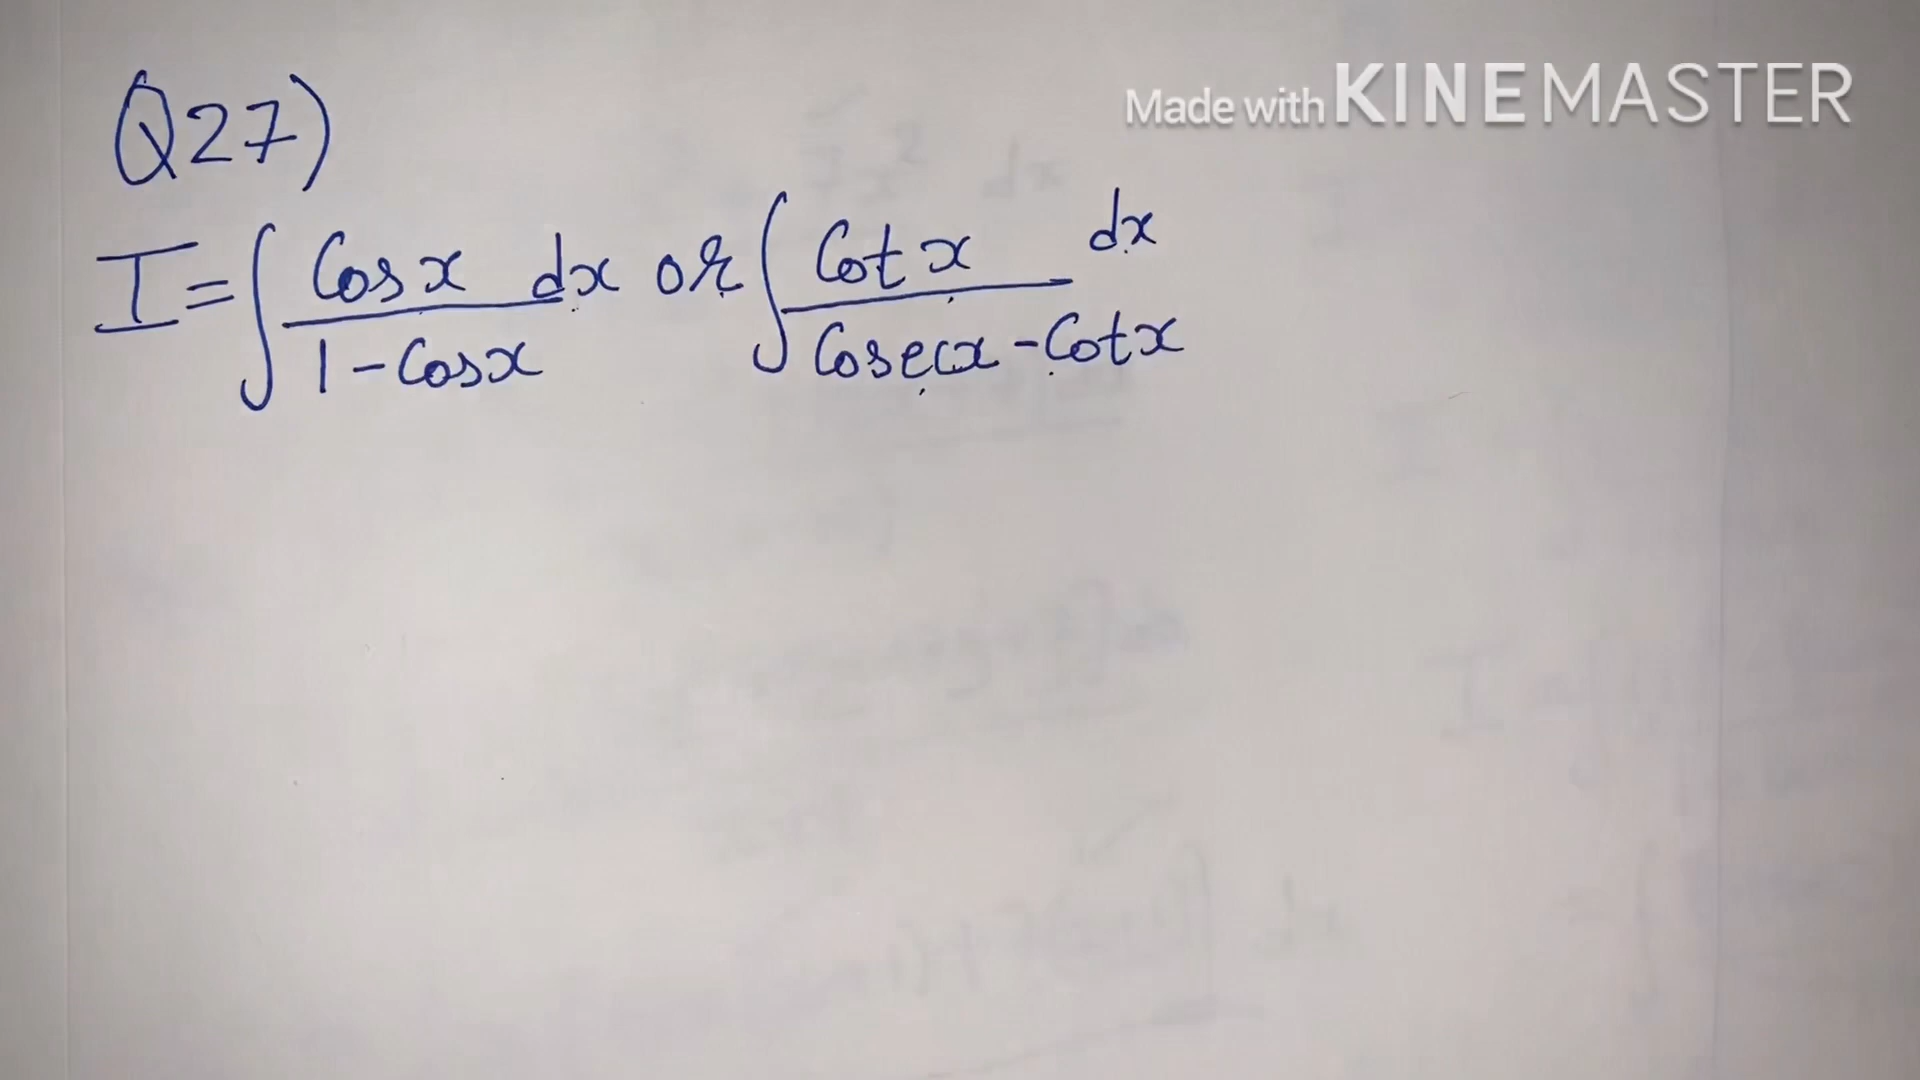 Made with KINEMASTER
Q27)
I = ∫ Cosx dx / 1 - Cosx or ∫ Cotx dx / Cosecx - Cotx